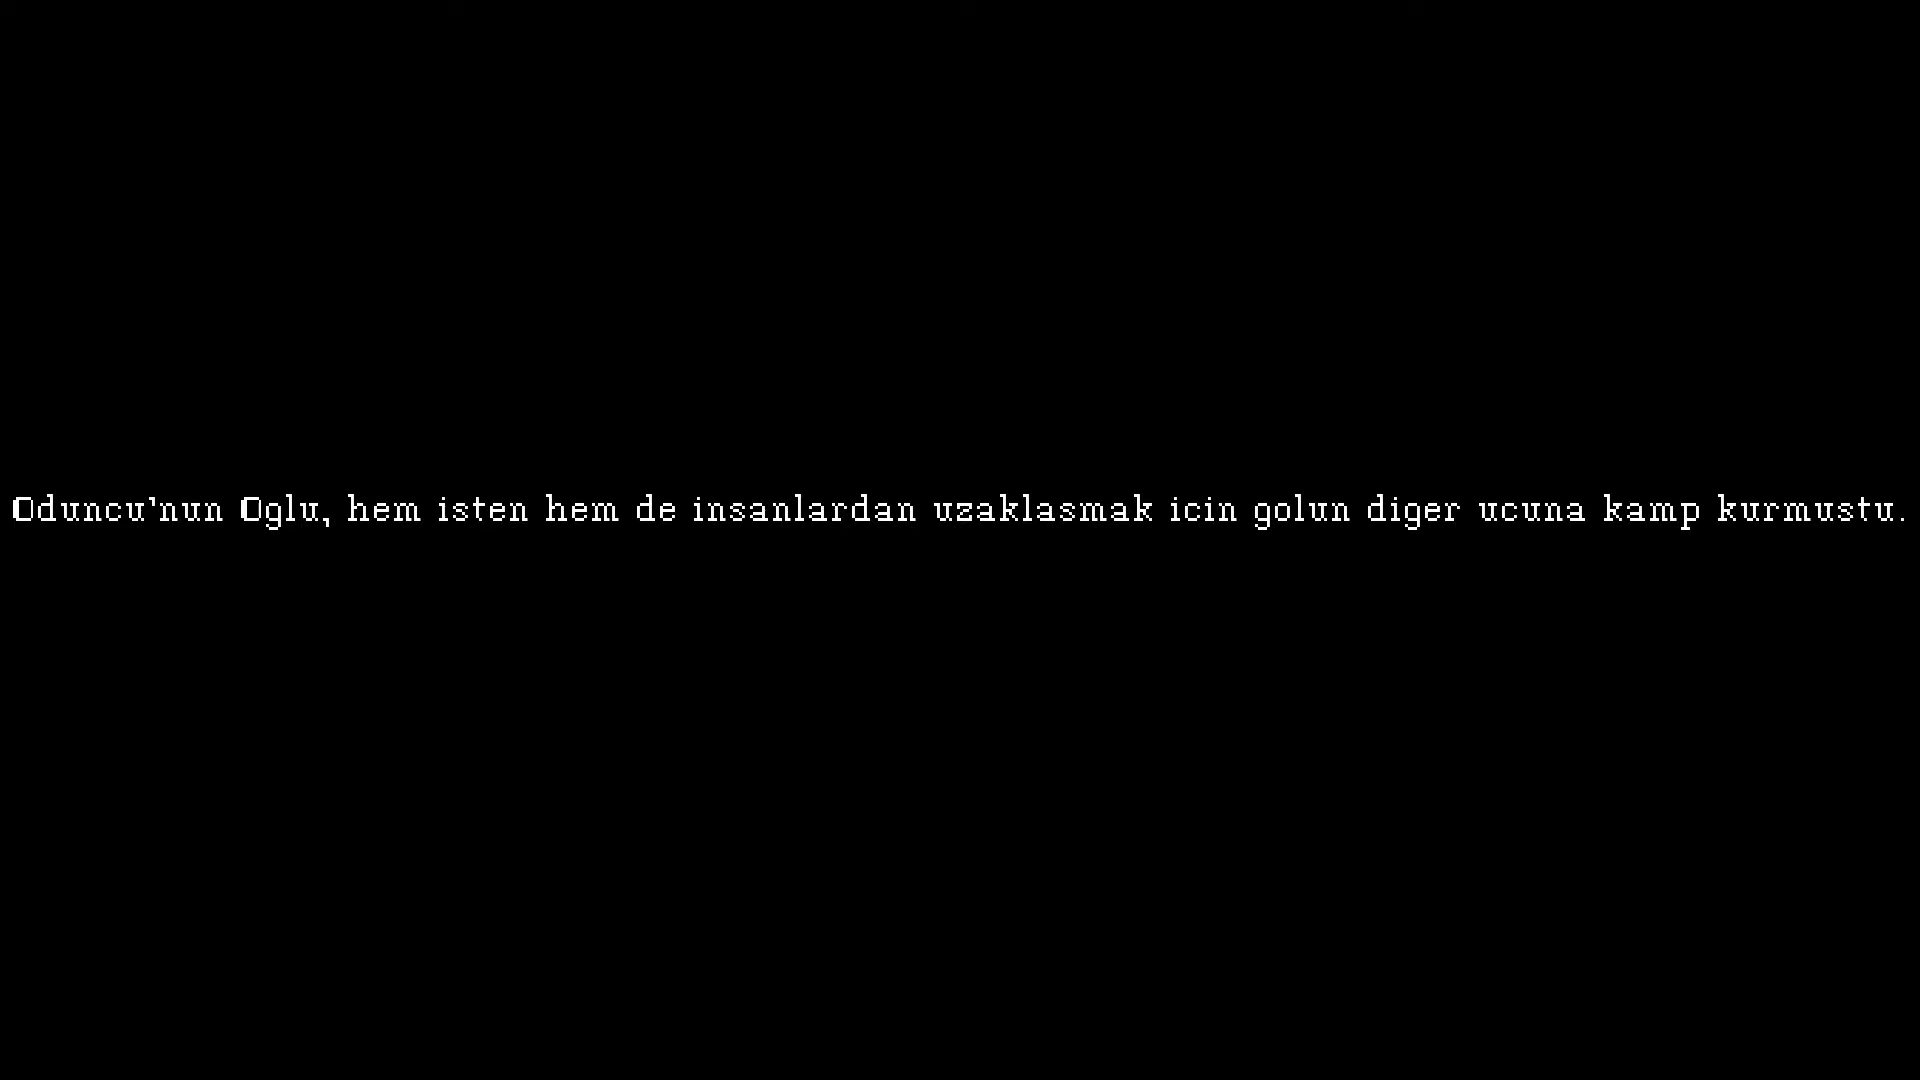 Oduncu'nun Oglu, hem isten hem de insanlardan uzaklasmak icin golun diger ucuna kamp kurmustu.